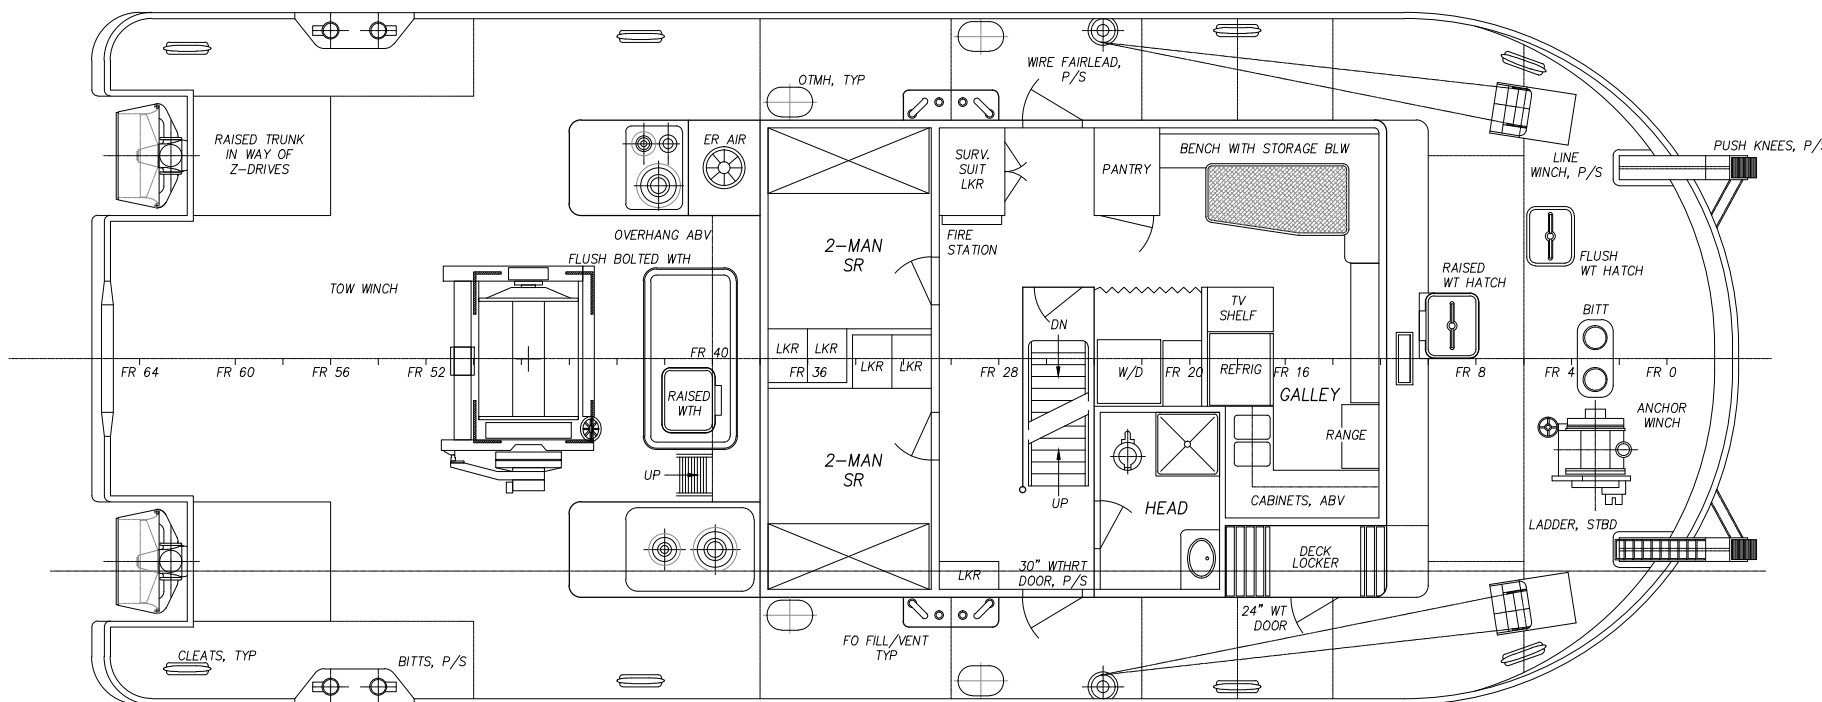 OTMH, TYP
WIRE FAIRLEAD,
P/S
RAISED TRUNK
IN WAY OF
Z-DRIVES
ER AIR
SURV.
SUIT
LKR
PANTRY
BENCH WITH STORAGE BLW
LINE
WINCH, P/S
PUSH KNEES, P/S
OVERHANG ABV
FLUSH BOLTED WTH
2-MAN
SR
FIRE
STATION
FLUSH
WT HATCH
RAISED
WT HATCH
TOW WINCH
TV
SHELF
DN
BITT
LKR
LKR
LKR
LKR
FR 64
FR 60
FR 56
FR 52
FR 40
FR 36
FR 28
W/D
FR 20
REFRIG
FR 16
FR 8
FR 4
FR 0
RAISED
WTH
GALLEY
ANCHOR
WINCH
RANGE
2-MAN
SR
UP
UP
CABINETS, ABV
HEAD
LADDER, STBD
DECK
LOCKER
LKR
30" WTHRT
DOOR, P/S
24" WT
DOOR
FO FILL/VENT
TYP
CLEATS, TYP
BITTS, P/S